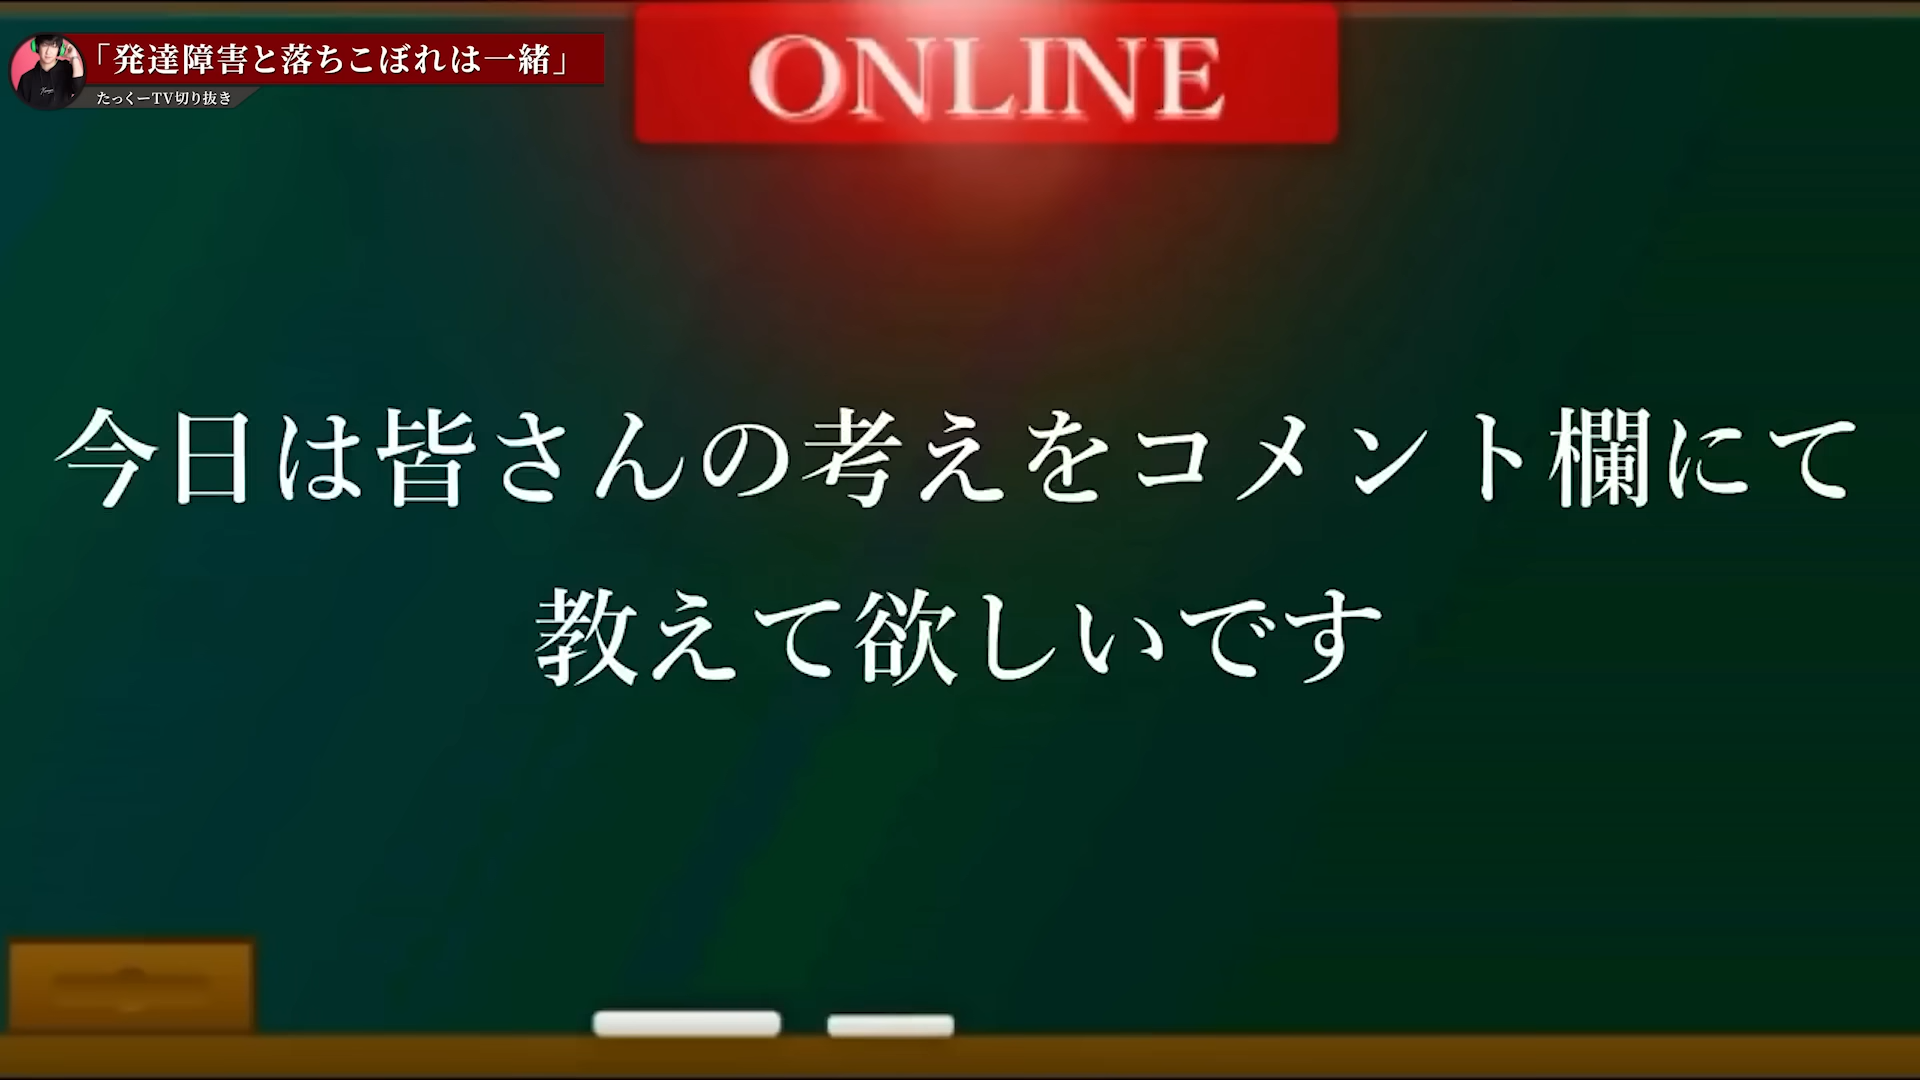 「発達障害と落ちこぼれは一緒」
たっくーTV切り抜き
ONLINE
今日は皆さんの考えをコメント欄にて
教えて欲しいです